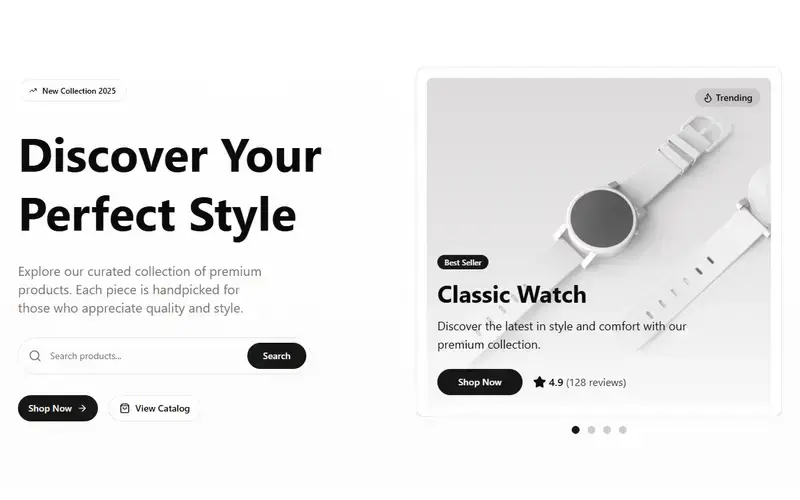 New Collection 2025
Discover Your
Perfect Style
Explore our curated collection of premium
products. Each piece is handpicked for
those who appreciate quality and style.
Search products...
Search
Shop Now
View Catalog
Trending
Best Seller
Classic Watch
Discover the latest in style and comfort with our
premium collection.
Shop Now
4.9 (128 reviews)